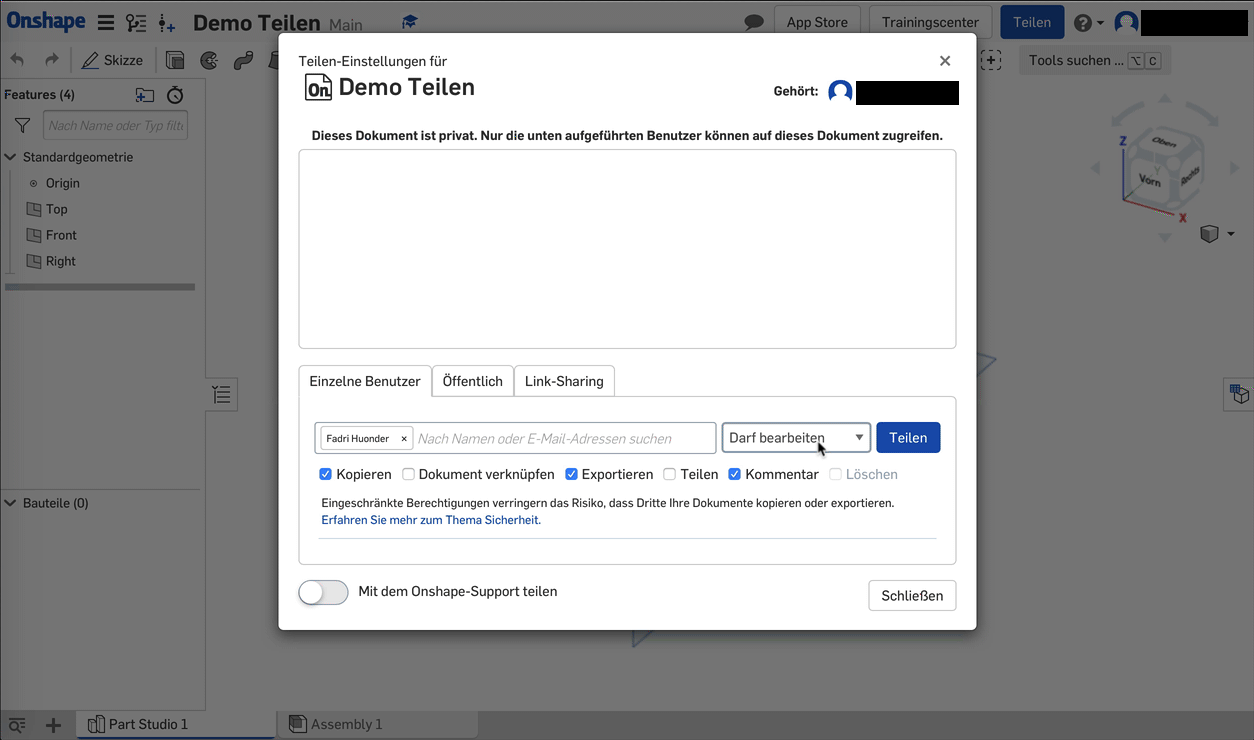 Onshape Demo Teilen Main App Store Trainingscenter Teilen
Skizze Tools suchen ... ⌥ C
Features (4)
Nach Name oder Typ filt
Standardgeometrie
Origin
Top
Front
Right
Bauteile (0)
Oben
Vorn
Rechts
Z
Y
X
Teilen-Einstellungen für
On Demo Teilen
Gehört:
Dieses Dokument ist privat. Nur die unten aufgeführten Benutzer können auf dieses Dokument zugreifen.
Einzelne Benutzer Öffentlich Link-Sharing
Fadri Huonder × Nach Namen oder E-Mail-Adressen suchen Darf bearbeiten Teilen
Kopieren Dokument verknüpfen Exportieren Teilen Kommentar Löschen
Eingeschränkte Berechtigungen verringern das Risiko, dass Dritte Ihre Dokumente kopieren oder exportieren.
Erfahren Sie mehr zum Thema Sicherheit.
Mit dem Onshape-Support teilen
Schließen
Part Studio 1 Assembly 1